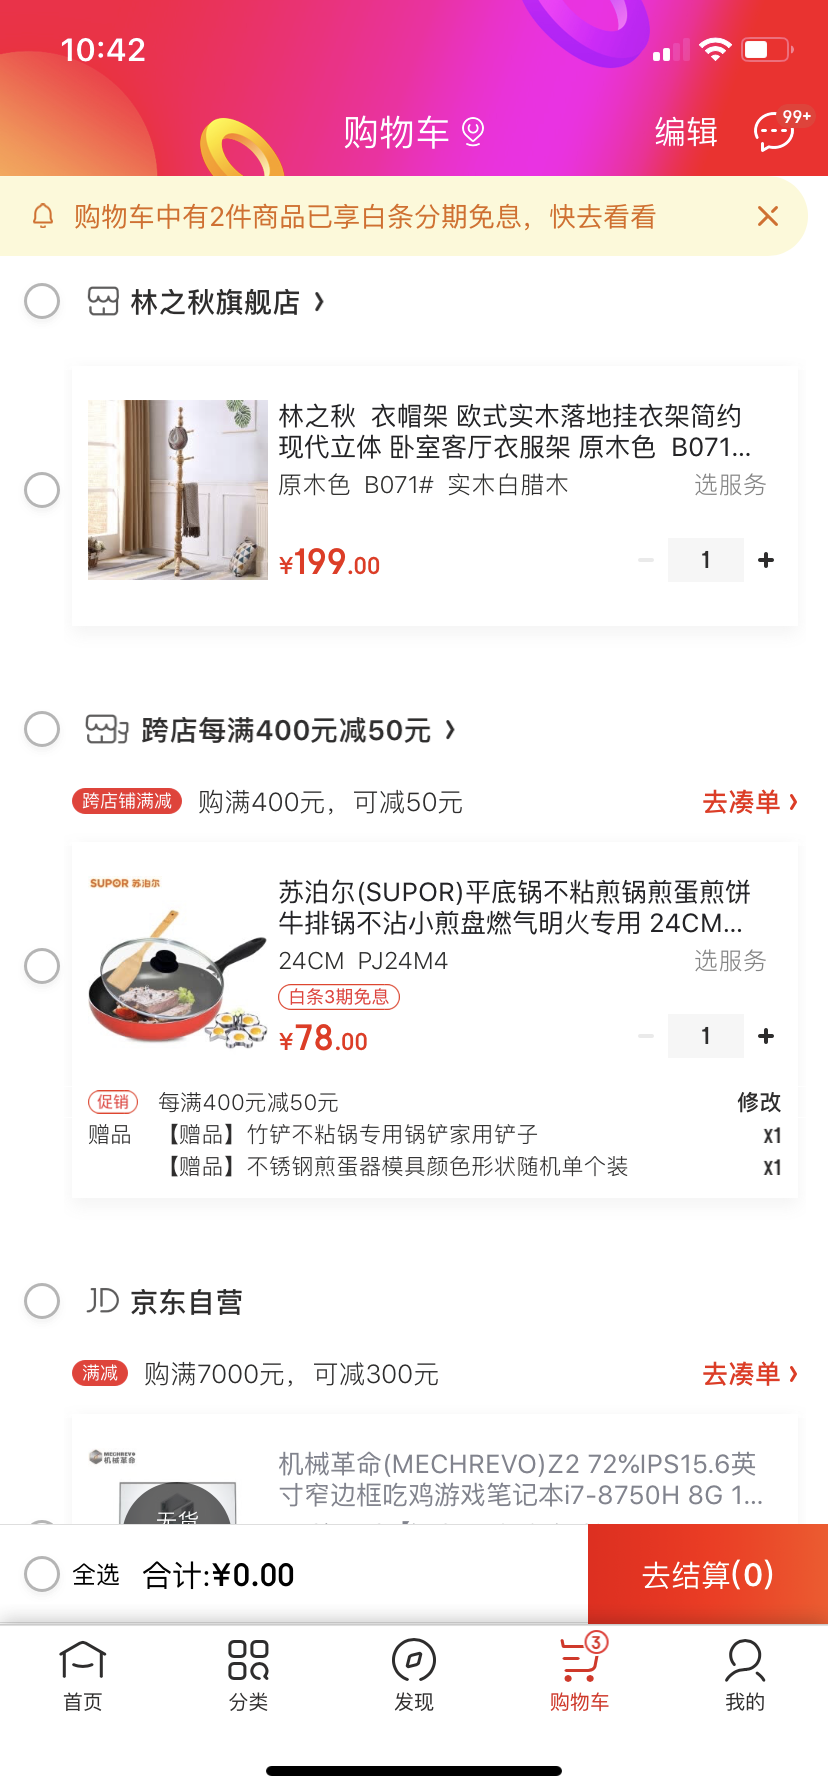 10:42
购物车
编辑
99+
购物车中有2件商品已享白条分期免息，快去看看
林之秋旗舰店
林之秋 衣帽架 欧式实木落地挂衣架简约
现代立体 卧室客厅衣服架 原木色 B071...
原木色 B071# 实木白腊木
选服务
¥199.00
1
跨店每满400元减50元
跨店铺满减 购满400元，可减50元
去凑单
SUPOR 苏泊尔
苏泊尔(SUPOR)平底锅不粘煎锅煎蛋煎饼
牛排锅不沾小煎盘燃气明火专用 24CM...
24CM PJ24M4
选服务
白条3期免息
¥78.00
1
促销 每满400元减50元
修改
赠品 【赠品】竹铲不粘锅专用锅铲家用铲子
x1
【赠品】不锈钢煎蛋器模具颜色形状随机单个装
x1
JD 京东自营
满减 购满7000元，可减300元
去凑单
MECHREVO
机械革命
机械革命(MECHREVO)Z2 72%IPS15.6英
寸窄边框吃鸡游戏笔记本i7-8750H 8G 1...
无货
全选
合计:¥0.00
去结算(0)
3
首页
分类
发现
购物车
我的